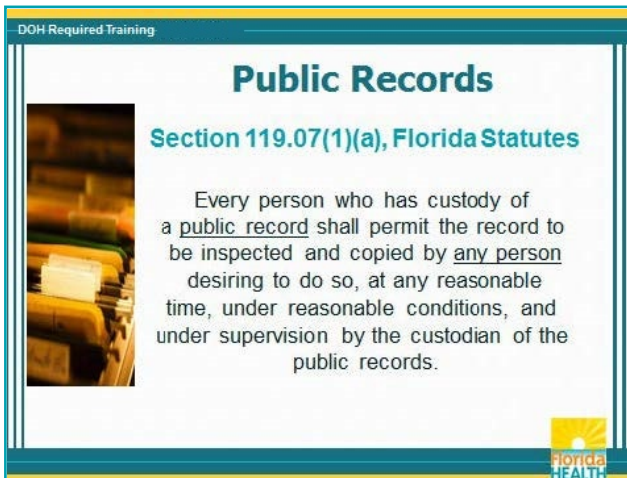 DOH Required Training
Public Records
Section 119.07(1)(a), Florida Statutes
Every person who has custody of
a public record shall permit the record to
be inspected and copied by any person
desiring to do so, at any reasonable
time, under reasonable conditions, and
under supervision by the custodian of the
public records.
Florida
HEALTH